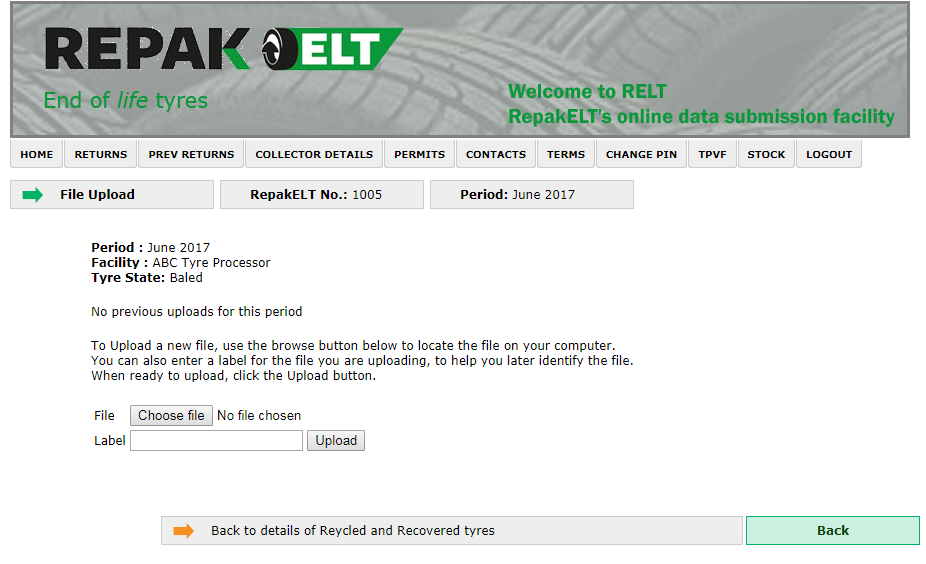 REPAK ELT
End of life tyres
Welcome to RELT
RepakELT's online data submission facility
HOME RETURNS PREV RETURNS COLLECTOR DETAILS PERMITS CONTACTS TERMS CHANGE PIN TPVF STOCK LOGOUT
File Upload RepakELT No.: 1005 Period: June 2017
Period : June 2017
Facility : ABC Tyre Processor
Tyre State: Baled
No previous uploads for this period
To Upload a new file, use the browse button below to locate the file on your computer.
You can also enter a label for the file you are uploading, to help you later identify the file.
When ready to upload, click the Upload button.
File Choose file No file chosen
Label Upload
Back to details of Reycled and Recovered tyres Back